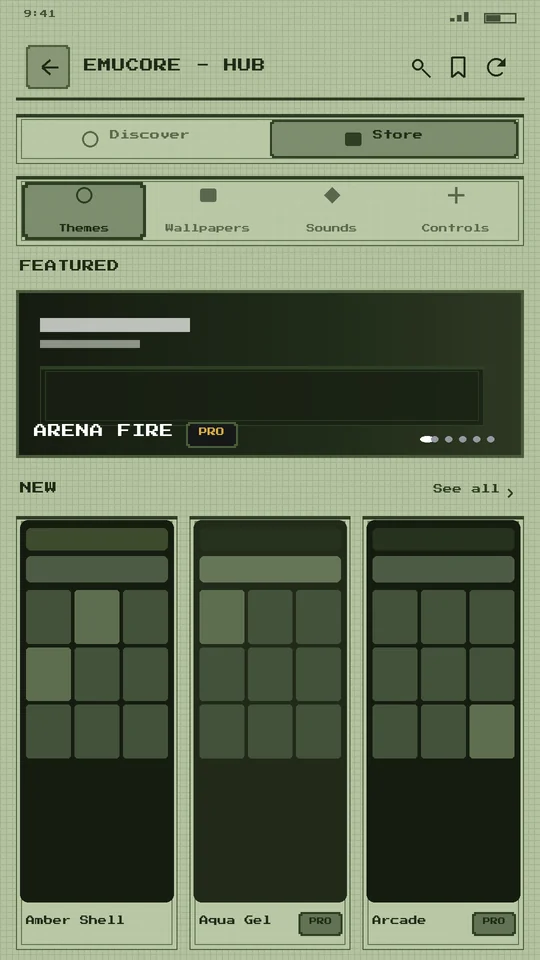 9:41
EMUCORE - HUB
Discover
Store
Themes
Wallpapers
Sounds
Controls
FEATURED
ARENA FIRE
PRO
NEW
See all
Amber Shell
Aqua Gel
PRO
Arcade
PRO